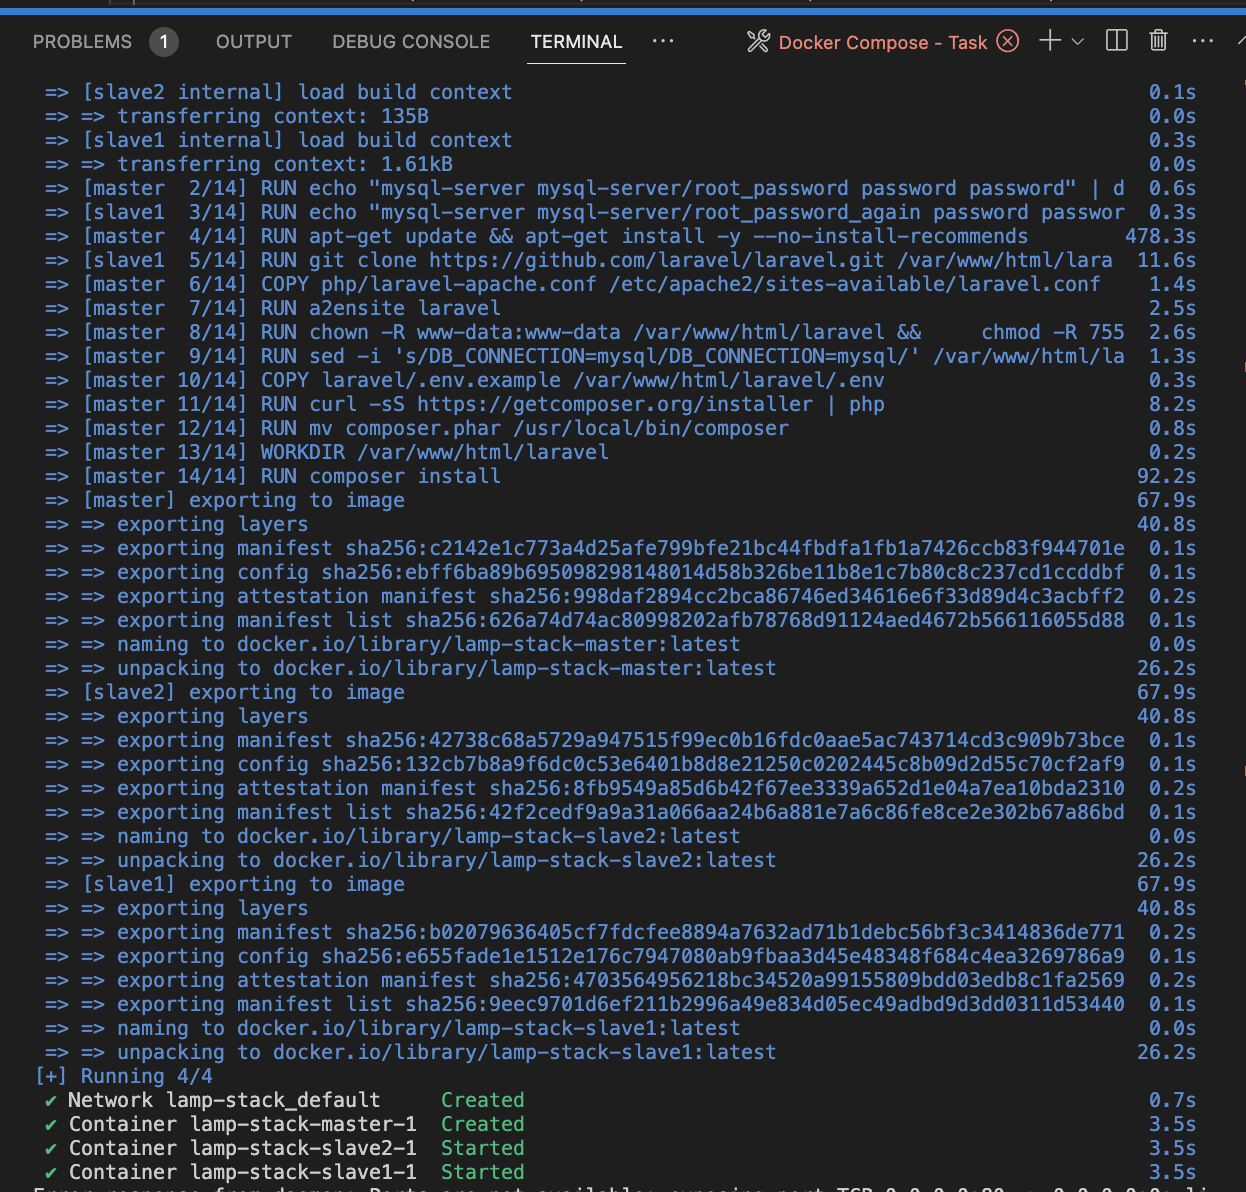 PROBLEMS 1 OUTPUT DEBUG CONSOLE TERMINAL ··· Docker Compose - Task
=> [slave2 internal] load build context 0.1s
=> => transferring context: 135B 0.0s
=> [slave1 internal] load build context 0.3s
=> => transferring context: 1.61kB 0.0s
=> [master  2/14] RUN echo "mysql-server mysql-server/root_password password password" | d 0.6s
=> [slave1  3/14] RUN echo "mysql-server mysql-server/root_password_again password passwor 0.3s
=> [master  4/14] RUN apt-get update && apt-get install -y --no-install-recommends 478.3s
=> [slave1  5/14] RUN git clone https://github.com/laravel/laravel.git /var/www/html/lara 11.6s
=> [master  6/14] COPY php/laravel-apache.conf /etc/apache2/sites-available/laravel.conf 1.4s
=> [master  7/14] RUN a2ensite laravel 2.5s
=> [master  8/14] RUN chown -R www-data:www-data /var/www/html/laravel &&     chmod -R 755 2.6s
=> [master  9/14] RUN sed -i 's/DB_CONNECTION=mysql/DB_CONNECTION=mysql/' /var/www/html/la 1.3s
=> [master 10/14] COPY laravel/.env.example /var/www/html/laravel/.env 0.3s
=> [master 11/14] RUN curl -sS https://getcomposer.org/installer | php 8.2s
=> [master 12/14] RUN mv composer.phar /usr/local/bin/composer 0.8s
=> [master 13/14] WORKDIR /var/www/html/laravel 0.2s
=> [master 14/14] RUN composer install 92.2s
=> [master] exporting to image 67.9s
=> => exporting layers 40.8s
=> => exporting manifest sha256:c2142e1c773a4d25afe799bfe21bc44fbdfa1fb1a7426ccb83f944701e 0.1s
=> => exporting config sha256:ebff6ba89b695098298148014d58b326be11b8e1c7b80c8c237cd1ccddbf 0.1s
=> => exporting attestation manifest sha256:998daf2894cc2bca86746ed34616e6f33d89d4c3acbff2 0.2s
=> => exporting manifest list sha256:626a74d74ac80998202afb78768d91124aed4672b566116055d88 0.1s
=> => naming to docker.io/library/lamp-stack-master:latest 0.0s
=> => unpacking to docker.io/library/lamp-stack-master:latest 26.2s
=> [slave2] exporting to image 67.9s
=> => exporting layers 40.8s
=> => exporting manifest sha256:42738c68a5729a947515f99ec0b16fdc0aae5ac743714cd3c909b73bce 0.1s
=> => exporting config sha256:132cb7b8a9f6dc0c53e6401b8d8e21250c0202445c8b09d2d55c70cf2af9 0.1s
=> => exporting attestation manifest sha256:8fb9549a85d6b42f67ee3339a652d1e04a7ea10bda2310 0.2s
=> => exporting manifest list sha256:42f2cedf9a9a31a066aa24b6a881e7a6c86fe8ce2e302b67a86bd 0.1s
=> => naming to docker.io/library/lamp-stack-slave2:latest 0.0s
=> => unpacking to docker.io/library/lamp-stack-slave2:latest 26.2s
=> [slave1] exporting to image 67.9s
=> => exporting layers 40.8s
=> => exporting manifest sha256:b02079636405cf7fdcfee8894a7632ad71b1debc56bf3c3414836de771 0.2s
=> => exporting config sha256:e655fade1e1512e176c7947080ab9fbaa3d45e48348f684c4ea3269786a9 0.1s
=> => exporting attestation manifest sha256:4703564956218bc34520a99155809bdd03edb8c1fa2569 0.2s
=> => exporting manifest list sha256:9eec9701d6ef211b2996a49e834d05ec49adbd9d3dd0311d53440 0.1s
=> => naming to docker.io/library/lamp-stack-slave1:latest 0.0s
=> => unpacking to docker.io/library/lamp-stack-slave1:latest 26.2s
[+] Running 4/4
✔ Network lamp-stack_default Created 0.7s
✔ Container lamp-stack-master-1 Created 3.5s
✔ Container lamp-stack-slave2-1 Started 3.5s
✔ Container lamp-stack-slave1-1 Started 3.5s